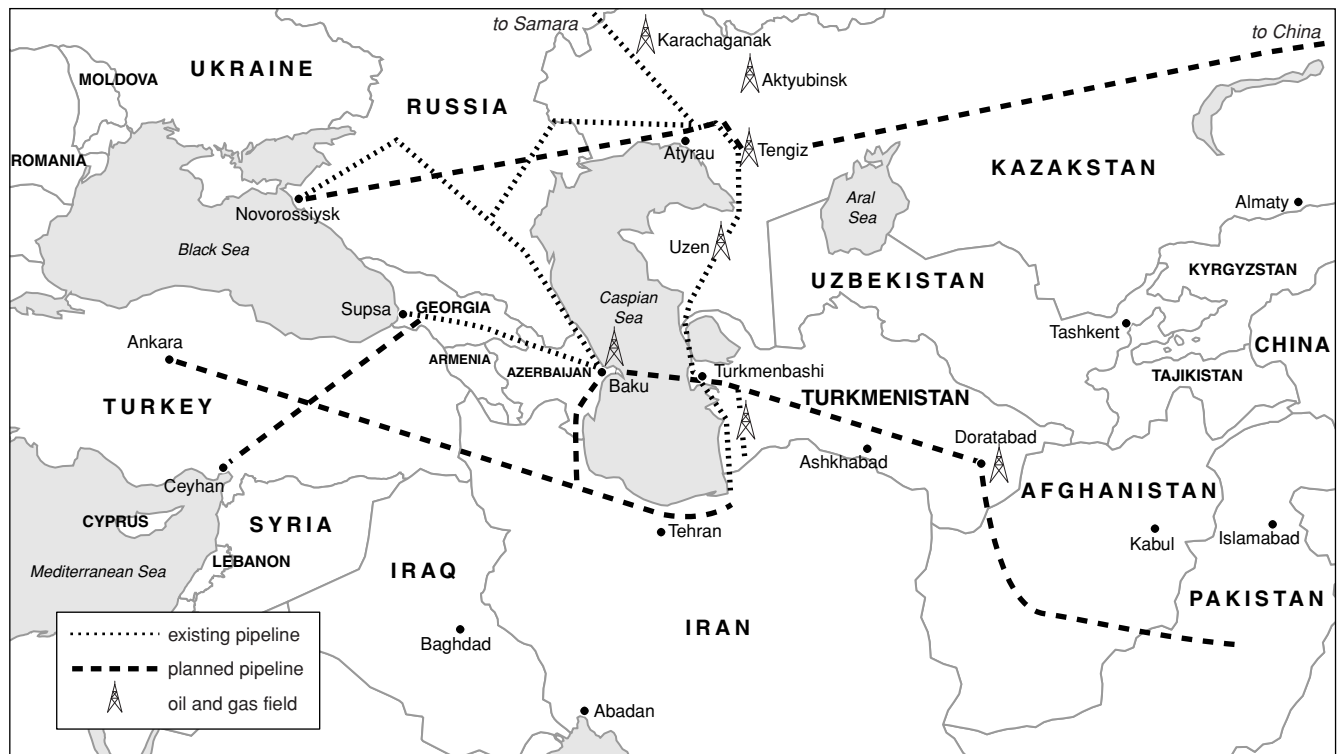 to Samara
Karachaganak
to China
UKRAINE
MOLDOVA
Aktyubinsk
RUSSIA
ROMANIA
Atyrau
Tengiz
KAZAKSTAN
Novorossiysk
Aral
Sea
Almaty
Black Sea
Uzen
UZBEKISTAN
KYRGYZSTAN
Caspian
Sea
Supsa
GEORGIA
Tashkent
Ankara
ARMENIA
CHINA
AZERBAIJAN
Baku
Turkmenbashi
TAJIKISTAN
TURKEY
TURKMENISTAN
Doratabad
Ashkhabad
Ceyhan
AFGHANISTAN
CYPRUS
SYRIA
Tehran
Kabul
Islamabad
LEBANON
Mediterranean Sea
IRAQ
PAKISTAN
IRAN
existing pipeline
Baghdad
planned pipeline
oil and gas field
Abadan